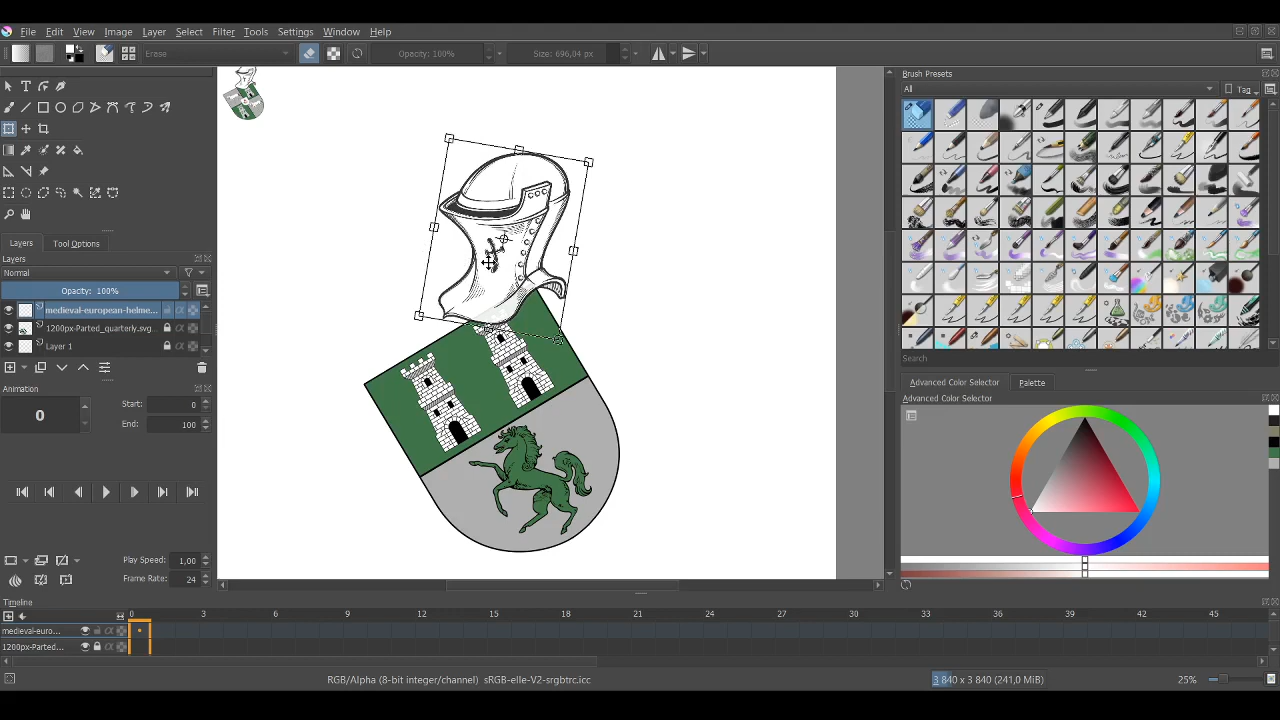 File Edit View Image Layer Select Filter Tools Settings Window Help
Erase Opacity: 100% Size: 696,04 px
Brush Presets
All Tag
Layers Tool Options
Layers
Normal
Opacity: 100%
medieval-european-helme...
1200px-Parted_quarterly.svg...
Layer 1
Search
Animation
Advanced Color Selector Palette
Advanced Color Selector
0 Start: 0
End: 100
Play Speed: 1,00
Frame Rate: 24
Timeline
0 3 6 9 12 15 18 21 24 27 30 33 36 39 42 45
medieval-euro...
1200px-Parted...
RGB/Alpha (8-bit integer/channel) sRGB-elle-V2-srgbtrc.icc 3 840 x 3 840 (241,0 MiB) 25%